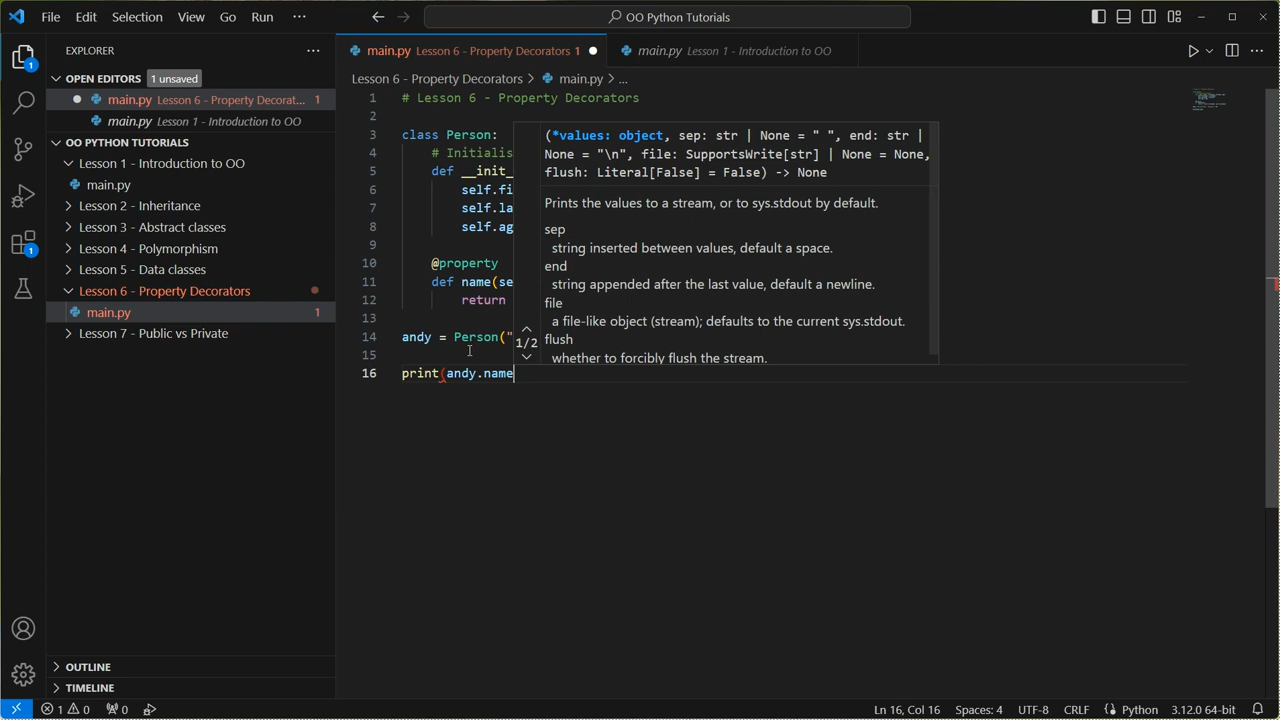 File Edit Selection View Go Run ···
OO Python Tutorials
EXPLORER
OPEN EDITORS 1 unsaved
main.py Lesson 6 - Property Decorat... 1
main.py Lesson 1 - Introduction to OO
OO PYTHON TUTORIALS
Lesson 1 - Introduction to OO
main.py
Lesson 2 - Inheritance
Lesson 3 - Abstract classes
Lesson 4 - Polymorphism
Lesson 5 - Data classes
Lesson 6 - Property Decorators
main.py 1
Lesson 7 - Public vs Private
OUTLINE
TIMELINE
1
1
main.py Lesson 6 - Property Decorators 1
main.py Lesson 1 - Introduction to OO
Lesson 6 - Property Decorators > main.py > ...
1 # Lesson 6 - Property Decorators
2
3 class Person:
4 # Initialis
5 def __init_
6 self.fi
7 self.la
8 self.ag
9
10 @property
11 def name(se
12 return
13
14 andy = Person("
15
16 print(andy.name
(*values: object, sep: str | None = " ", end: str |
None = "\n", file: SupportsWrite[str] | None = None,
flush: Literal[False] = False) -> None
Prints the values to a stream, or to sys.stdout by default.
sep
string inserted between values, default a space.
end
string appended after the last value, default a newline.
file
a file-like object (stream); defaults to the current sys.stdout.
flush
whether to forcibly flush the stream.
1/2
1 0 0 Ln 16, Col 16 Spaces: 4 UTF-8 CRLF Python 3.12.0 64-bit